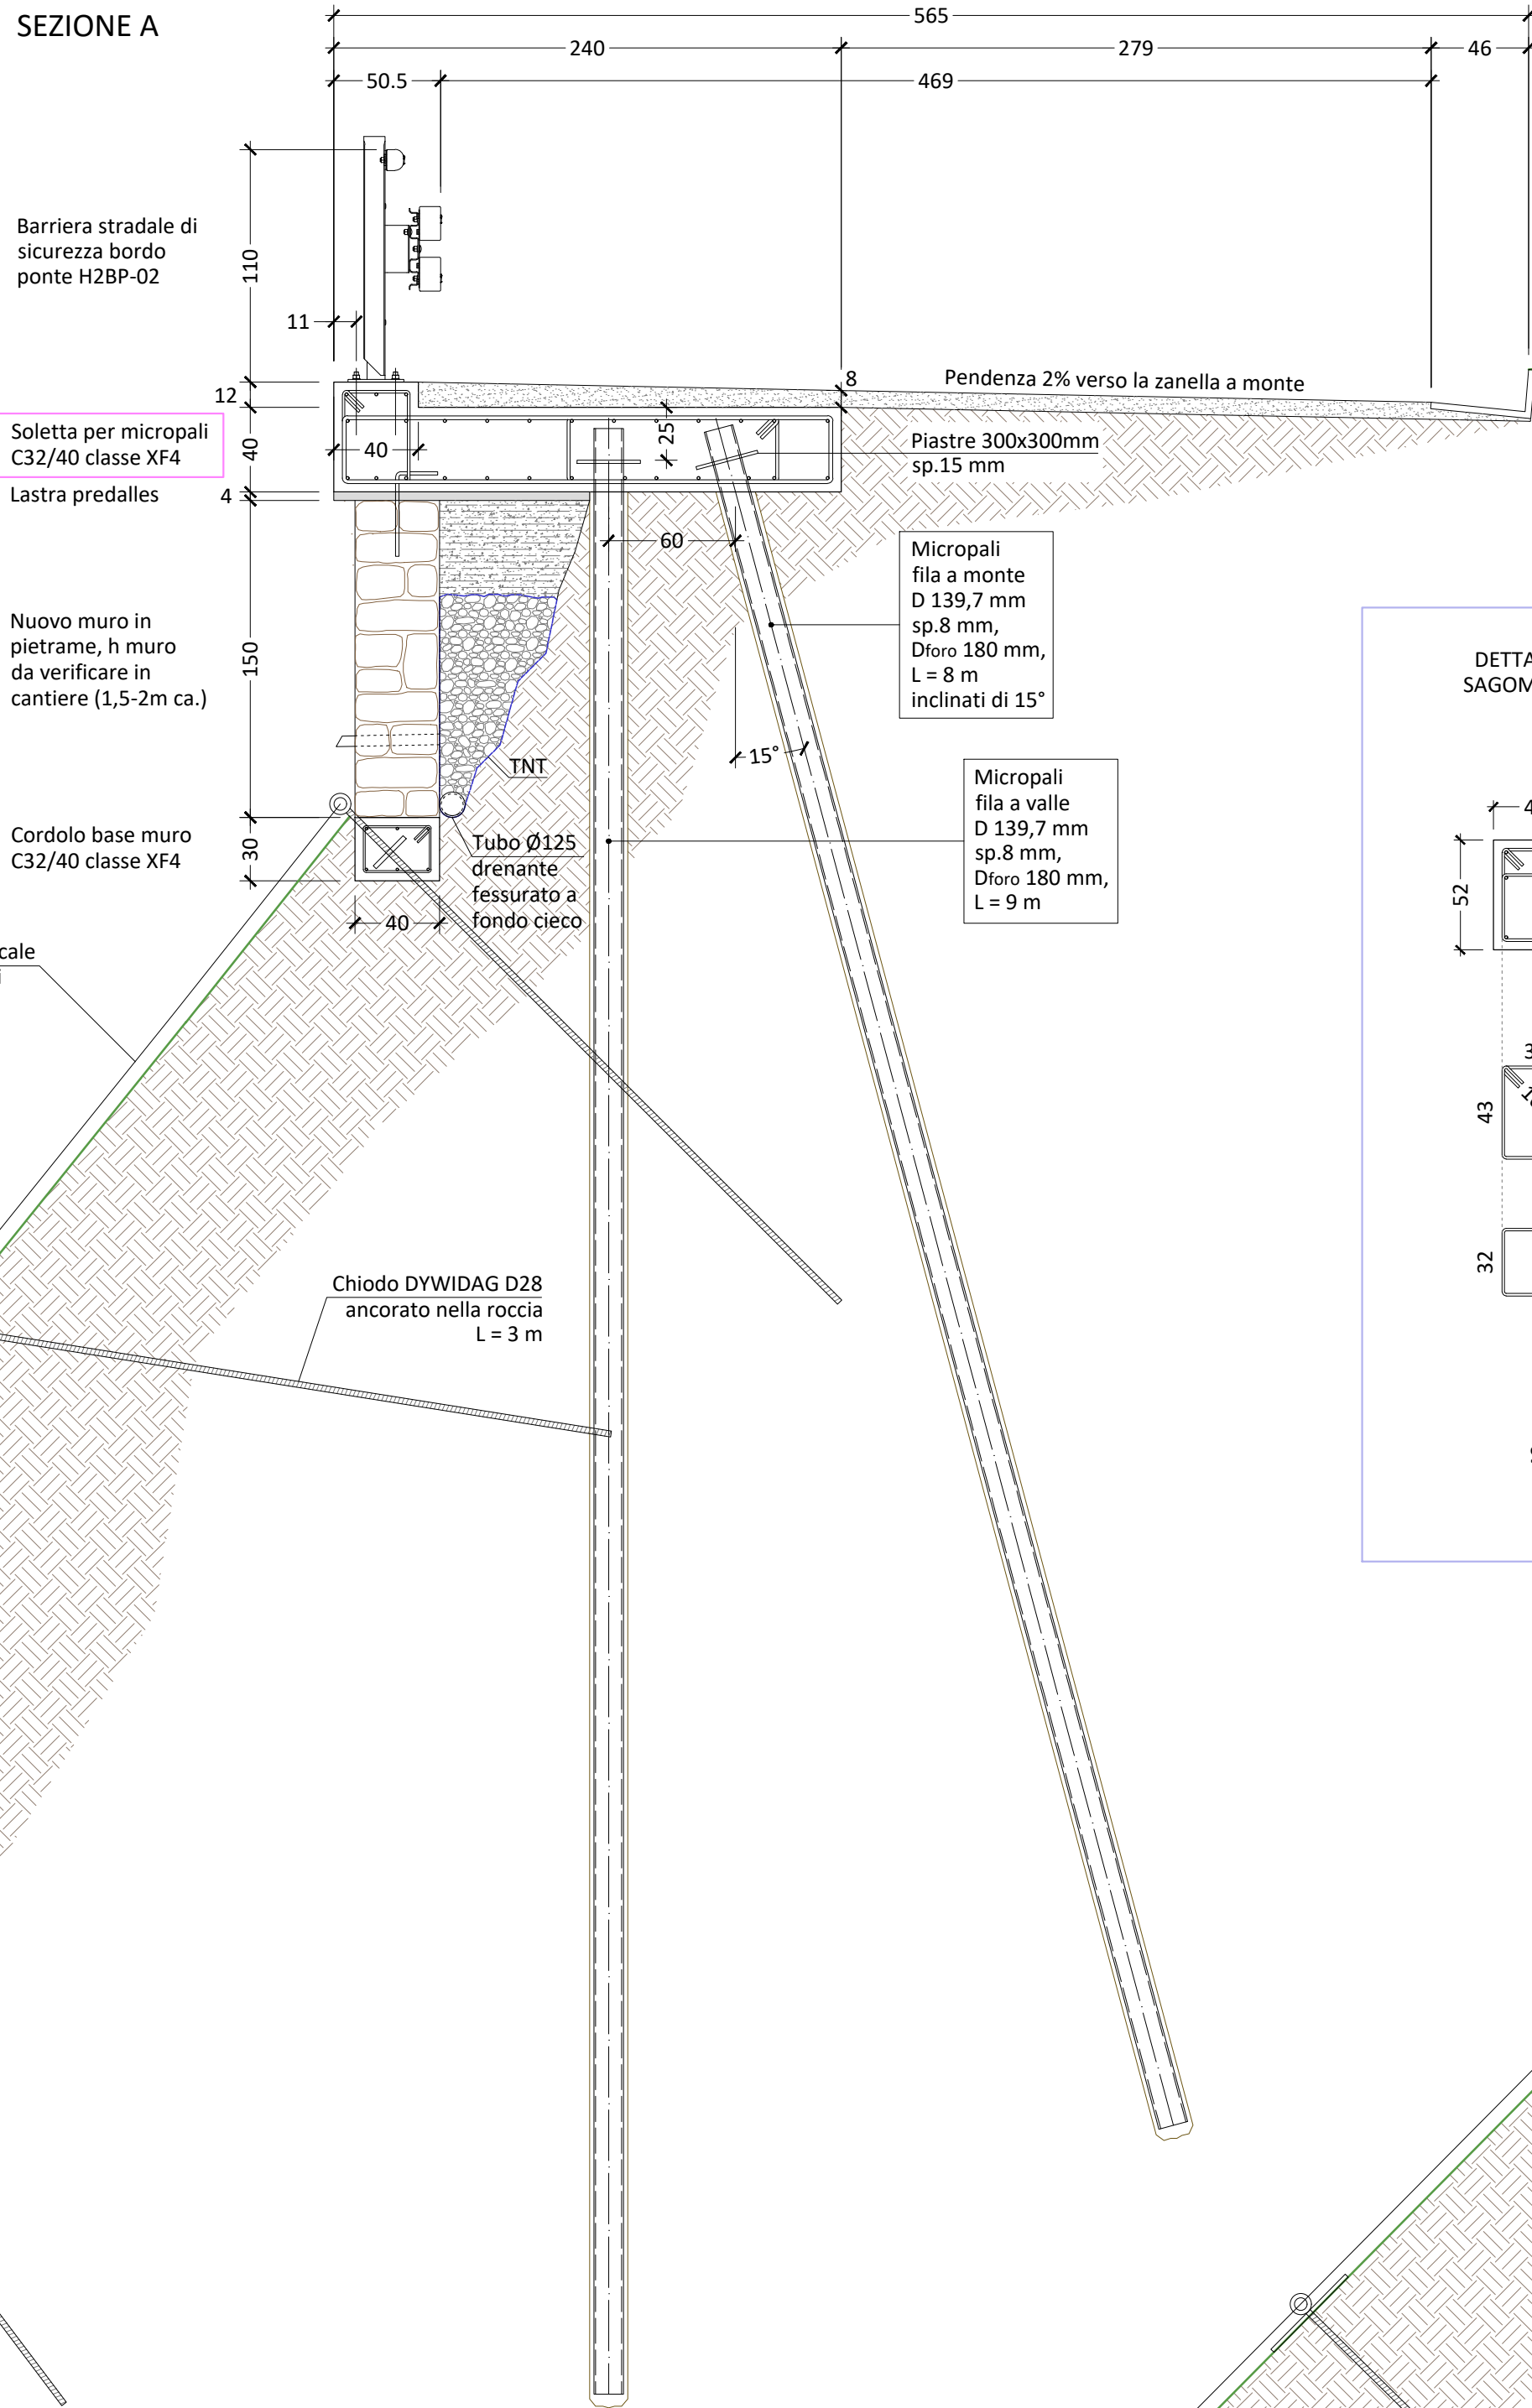 SEZIONE A
565
240
279
46
50.5
469
Barriera stradale di
sicurezza bordo
ponte H2BP-02
110
11
12
8
Pendenza 2% verso la zanella a monte
Soletta per micropali
C32/40 classe XF4
40
40
25
Piastre 300x300mm
sp.15 mm
Lastra predalles
4
60
Micropali
fila a monte
D 139,7 mm
sp.8 mm,
Dforo 180 mm,
L = 8 m
inclinati di 15°
Nuovo muro in
pietrame, h muro
da verificare in
cantiere (1,5-2m ca.)
150
15°
TNT
Micropali
fila a valle
D 139,7 mm
sp.8 mm,
Dforo 180 mm,
L = 9 m
Cordolo base muro
C32/40 classe XF4
30
Tubo Ø125
drenante
fessurato a
fondo cieco
40
cale
i
Chiodo DYWIDAG D28
ancorato nella roccia
L = 3 m
DETTA
SAGOM
4
52
3
43
32